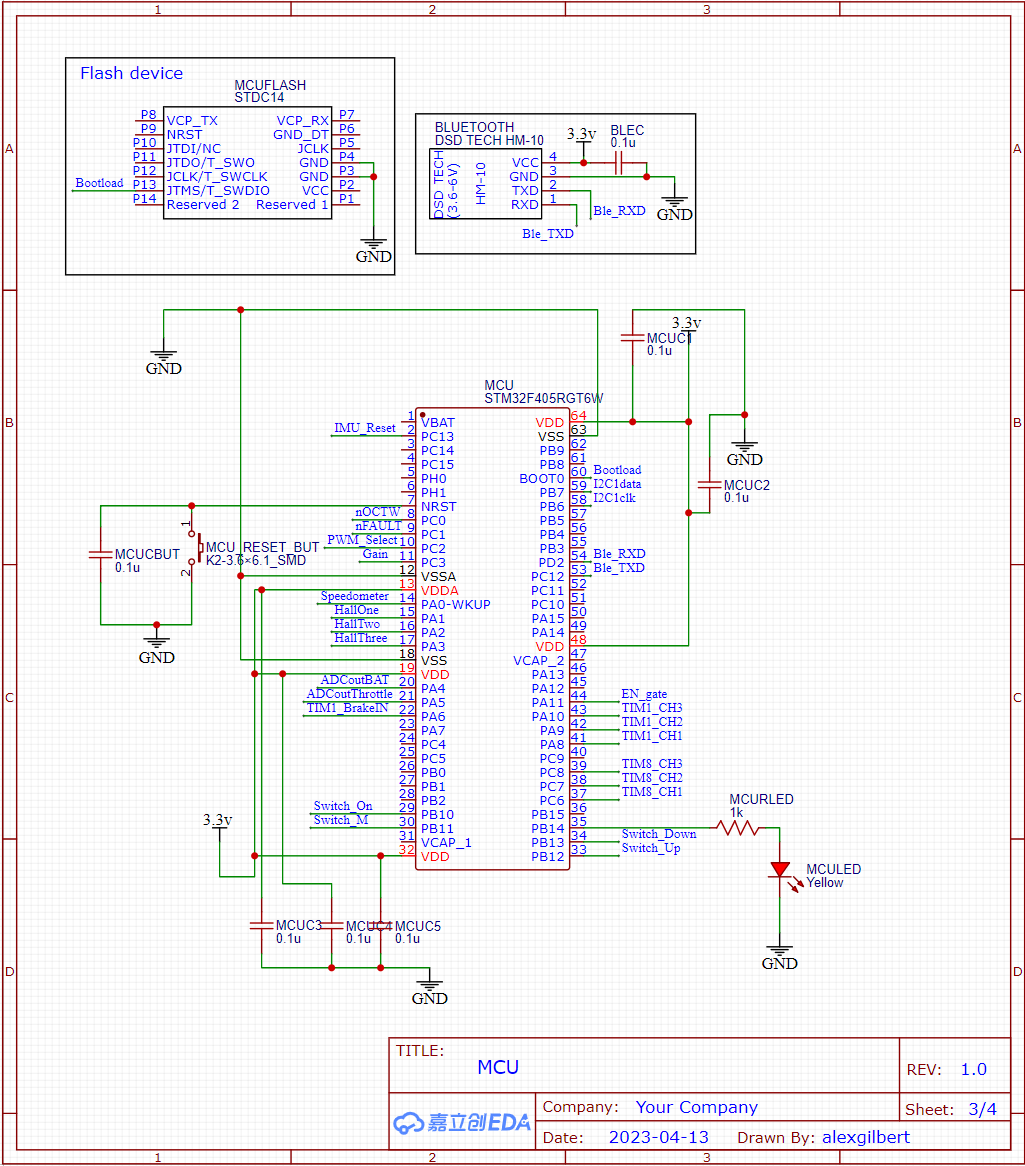 1 2 3
Flash device
MCUFLASH
STDC14
P8 VCP_TX VCP_RX P7
P9 NRST GND_DT P6
P10 JTDI/NC JCLK P5
P11 JTDO/T_SWO GND P4
P12 JCLK/T_SWCLK GND P3
Bootload P13 JTMS/T_SWDIO VCC P2
P14 Reserved 2 Reserved 1 P1
GND
BLUETOOTH
DSD TECH HM-10
DSD TECH
(3.6-6V)
HM-10
VCC 4
GND 3
TXD 2
RXD 1
3.3v
BLEC
0.1u
Ble_RXD
Ble_TXD
GND
A A
GND
MCUC1
0.1u
3.3v
GND
MCUC2
0.1u
B B
MCU
STM32F405RGT6W
1 VBAT VDD 64
IMU_Reset 2 PC13 VSS 63
3 PC14 PB9 62
4 PC15 PB8 61
5 PH0 BOOT0 60 Bootload
6 PH1 PB7 59 I2C1data
7 NRST PB6 58 I2C1clk
nOCTW 8 PC0 PB5 57
nFAULT 9 PC1 PB4 56
PWM_Select 10 PC2 PB3 55
Gain 11 PC3 PD2 54 Ble_RXD
12 VSSA PC12 53 Ble_TXD
13 VDDA PC11 52
Speedometer 14 PA0-WKUP PC10 51
HallOne 15 PA1 PA15 50
HallTwo 16 PA2 PA14 49
HallThree 17 PA3 VDD 48
18 VSS VCAP_2 47
19 VDD PA13 46
ADCoutBAT 20 PA4 PA12 45
ADCoutThrottle 21 PA5 PA11 44 EN_gate
TIM1_BrakeIN 22 PA6 PA10 43 TIM1_CH3
23 PA7 PA9 42 TIM1_CH2
24 PC4 PA8 41 TIM1_CH1
25 PC5 PC9 40
26 PB0 PC8 39 TIM8_CH3
27 PB1 PC7 38 TIM8_CH2
28 PB2 PC6 37 TIM8_CH1
Switch_On 29 PB10 PB15 36
Switch_M 30 PB11 PB14 35
31 VCAP_1 PB13 34 Switch_Down
32 VDD PB12 33 Switch_Up
MCUCBUT
0.1u
1
2
MCU_RESET_BUT
K2-3.6×6.1_SMD
GND
C C
3.3v
MCURLED
1k
MCULED
Yellow
GND
MCUC3
0.1u
MCUC4
0.1u
MCUC5
0.1u
GND
D D
TITLE:
MCU
REV: 1.0
嘉立创EDA
Company: Your Company
Sheet: 3/4
Date: 2023-04-13 Drawn By: alexgilbert
1 2 3